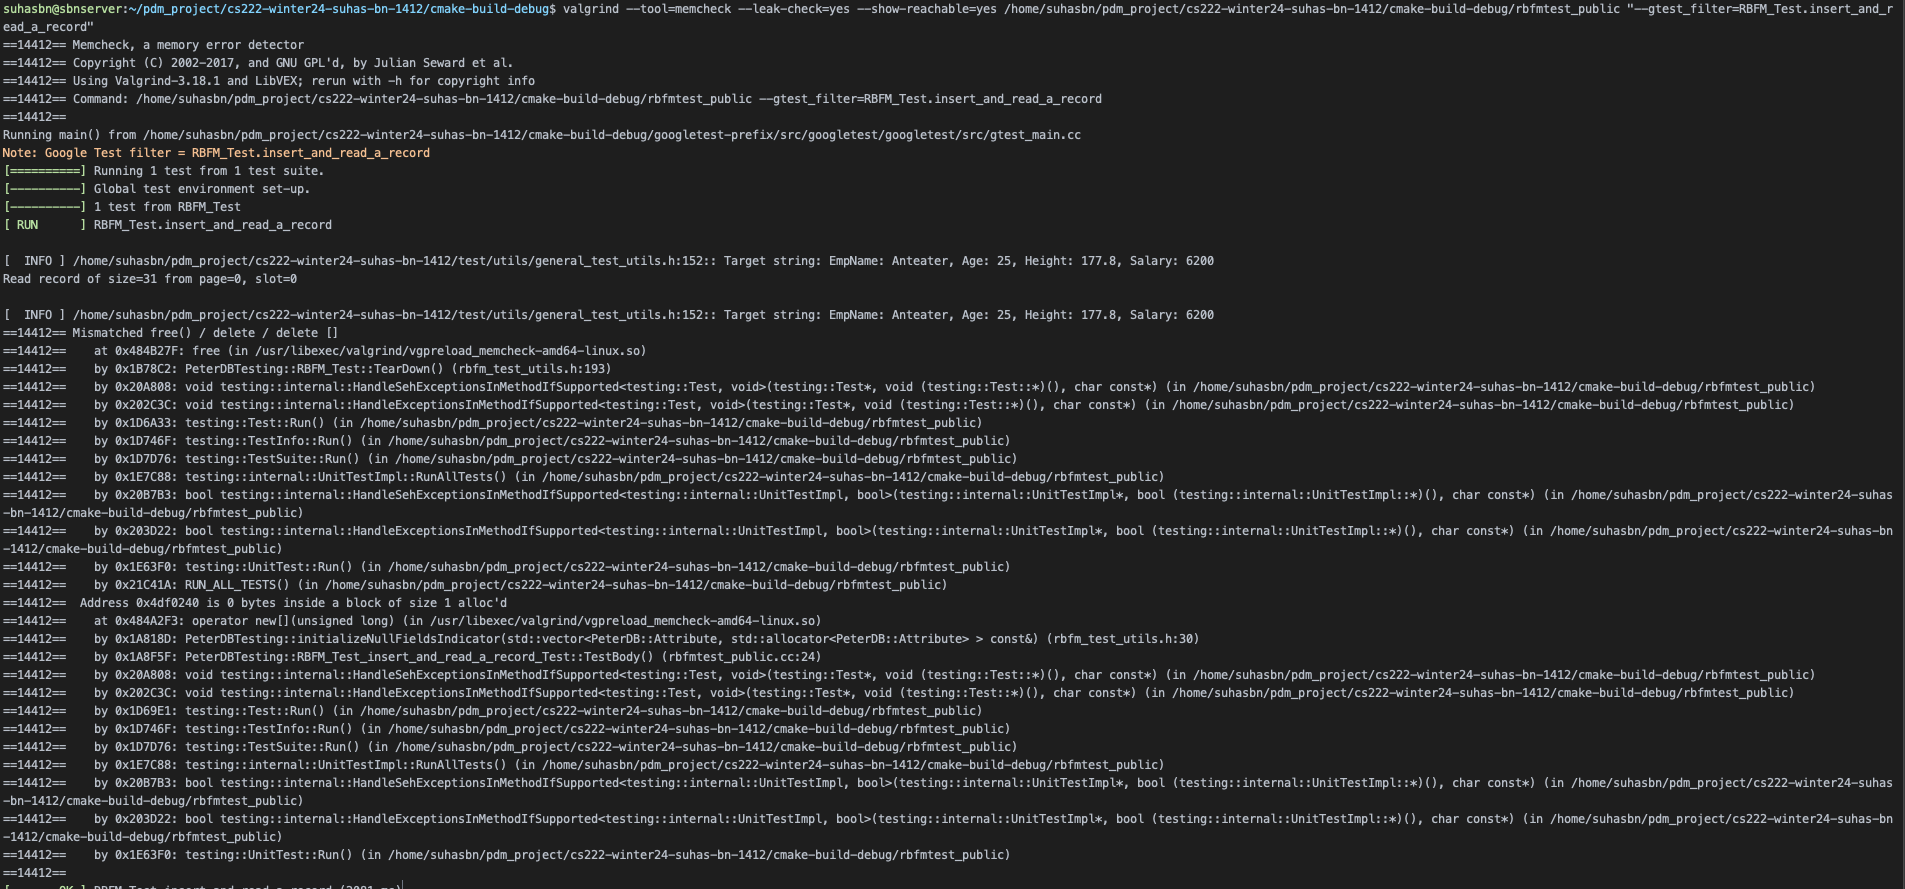 suhasbn@sbnserver:~/pdm_project/cs222-winter24-suhas-bn-1412/cmake-build-debug$ valgrind --tool=memcheck --leak-check=yes --show-reachable=yes /home/suhasbn/pdm_project/cs222-winter24-suhas-bn-1412/cmake-build-debug/rbfmtest_public "--gtest_filter=RBFM_Test.insert_and_r
ead_a_record"
==14412== Memcheck, a memory error detector
==14412== Copyright (C) 2002-2017, and GNU GPL'd, by Julian Seward et al.
==14412== Using Valgrind-3.18.1 and LibVEX; rerun with -h for copyright info
==14412== Command: /home/suhasbn/pdm_project/cs222-winter24-suhas-bn-1412/cmake-build-debug/rbfmtest_public --gtest_filter=RBFM_Test.insert_and_read_a_record
==14412==
Running main() from /home/suhasbn/pdm_project/cs222-winter24-suhas-bn-1412/cmake-build-debug/googletest-prefix/src/googletest/googletest/src/gtest_main.cc
Note: Google Test filter = RBFM_Test.insert_and_read_a_record
[==========] Running 1 test from 1 test suite.
[----------] Global test environment set-up.
[----------] 1 test from RBFM_Test
[ RUN      ] RBFM_Test.insert_and_read_a_record
[  INFO ] /home/suhasbn/pdm_project/cs222-winter24-suhas-bn-1412/test/utils/general_test_utils.h:152:: Target string: EmpName: Anteater, Age: 25, Height: 177.8, Salary: 6200
Read record of size=31 from page=0, slot=0
[  INFO ] /home/suhasbn/pdm_project/cs222-winter24-suhas-bn-1412/test/utils/general_test_utils.h:152:: Target string: EmpName: Anteater, Age: 25, Height: 177.8, Salary: 6200
==14412== Mismatched free() / delete / delete []
==14412==    at 0x484B27F: free (in /usr/libexec/valgrind/vgpreload_memcheck-amd64-linux.so)
==14412==    by 0x1B78C2: PeterDBTesting::RBFM_Test::TearDown() (rbfm_test_utils.h:193)
==14412==    by 0x20A808: void testing::internal::HandleSehExceptionsInMethodIfSupported<testing::Test, void>(testing::Test*, void (testing::Test::*)(), char const*) (in /home/suhasbn/pdm_project/cs222-winter24-suhas-bn-1412/cmake-build-debug/rbfmtest_public)
==14412==    by 0x202C3C: void testing::internal::HandleExceptionsInMethodIfSupported<testing::Test, void>(testing::Test*, void (testing::Test::*)(), char const*) (in /home/suhasbn/pdm_project/cs222-winter24-suhas-bn-1412/cmake-build-debug/rbfmtest_public)
==14412==    by 0x1D6A33: testing::Test::Run() (in /home/suhasbn/pdm_project/cs222-winter24-suhas-bn-1412/cmake-build-debug/rbfmtest_public)
==14412==    by 0x1D746F: testing::TestInfo::Run() (in /home/suhasbn/pdm_project/cs222-winter24-suhas-bn-1412/cmake-build-debug/rbfmtest_public)
==14412==    by 0x1D7D76: testing::TestSuite::Run() (in /home/suhasbn/pdm_project/cs222-winter24-suhas-bn-1412/cmake-build-debug/rbfmtest_public)
==14412==    by 0x1E7C88: testing::internal::UnitTestImpl::RunAllTests() (in /home/suhasbn/pdm_project/cs222-winter24-suhas-bn-1412/cmake-build-debug/rbfmtest_public)
==14412==    by 0x20B7B3: bool testing::internal::HandleSehExceptionsInMethodIfSupported<testing::internal::UnitTestImpl, bool>(testing::internal::UnitTestImpl*, bool (testing::internal::UnitTestImpl::*)(), char const*) (in /home/suhasbn/pdm_project/cs222-winter24-suhas
-bn-1412/cmake-build-debug/rbfmtest_public)
==14412==    by 0x203D22: bool testing::internal::HandleExceptionsInMethodIfSupported<testing::internal::UnitTestImpl, bool>(testing::internal::UnitTestImpl*, bool (testing::internal::UnitTestImpl::*)(), char const*) (in /home/suhasbn/pdm_project/cs222-winter24-suhas-bn
-1412/cmake-build-debug/rbfmtest_public)
==14412==    by 0x1E63F0: testing::UnitTest::Run() (in /home/suhasbn/pdm_project/cs222-winter24-suhas-bn-1412/cmake-build-debug/rbfmtest_public)
==14412==    by 0x21C41A: RUN_ALL_TESTS() (in /home/suhasbn/pdm_project/cs222-winter24-suhas-bn-1412/cmake-build-debug/rbfmtest_public)
==14412==  Address 0x4df0240 is 0 bytes inside a block of size 1 alloc'd
==14412==    at 0x484A2F3: operator new[](unsigned long) (in /usr/libexec/valgrind/vgpreload_memcheck-amd64-linux.so)
==14412==    by 0x1A818D: PeterDBTesting::initializeNullFieldsIndicator(std::vector<PeterDB::Attribute, std::allocator<PeterDB::Attribute> > const&) (rbfm_test_utils.h:30)
==14412==    by 0x1A8F5F: PeterDBTesting::RBFM_Test_insert_and_read_a_record_Test::TestBody() (rbfmtest_public.cc:24)
==14412==    by 0x20A808: void testing::internal::HandleSehExceptionsInMethodIfSupported<testing::Test, void>(testing::Test*, void (testing::Test::*)(), char const*) (in /home/suhasbn/pdm_project/cs222-winter24-suhas-bn-1412/cmake-build-debug/rbfmtest_public)
==14412==    by 0x202C3C: void testing::internal::HandleExceptionsInMethodIfSupported<testing::Test, void>(testing::Test*, void (testing::Test::*)(), char const*) (in /home/suhasbn/pdm_project/cs222-winter24-suhas-bn-1412/cmake-build-debug/rbfmtest_public)
==14412==    by 0x1D69E1: testing::Test::Run() (in /home/suhasbn/pdm_project/cs222-winter24-suhas-bn-1412/cmake-build-debug/rbfmtest_public)
==14412==    by 0x1D746F: testing::TestInfo::Run() (in /home/suhasbn/pdm_project/cs222-winter24-suhas-bn-1412/cmake-build-debug/rbfmtest_public)
==14412==    by 0x1D7D76: testing::TestSuite::Run() (in /home/suhasbn/pdm_project/cs222-winter24-suhas-bn-1412/cmake-build-debug/rbfmtest_public)
==14412==    by 0x1E7C88: testing::internal::UnitTestImpl::RunAllTests() (in /home/suhasbn/pdm_project/cs222-winter24-suhas-bn-1412/cmake-build-debug/rbfmtest_public)
==14412==    by 0x20B7B3: bool testing::internal::HandleSehExceptionsInMethodIfSupported<testing::internal::UnitTestImpl, bool>(testing::internal::UnitTestImpl*, bool (testing::internal::UnitTestImpl::*)(), char const*) (in /home/suhasbn/pdm_project/cs222-winter24-suhas
-bn-1412/cmake-build-debug/rbfmtest_public)
==14412==    by 0x203D22: bool testing::internal::HandleExceptionsInMethodIfSupported<testing::internal::UnitTestImpl, bool>(testing::internal::UnitTestImpl*, bool (testing::internal::UnitTestImpl::*)(), char const*) (in /home/suhasbn/pdm_project/cs222-winter24-suhas-bn
-1412/cmake-build-debug/rbfmtest_public)
==14412==    by 0x1E63F0: testing::UnitTest::Run() (in /home/suhasbn/pdm_project/cs222-winter24-suhas-bn-1412/cmake-build-debug/rbfmtest_public)
==14412==
[       OK ] RBFM_Test.insert_and_read_a_record